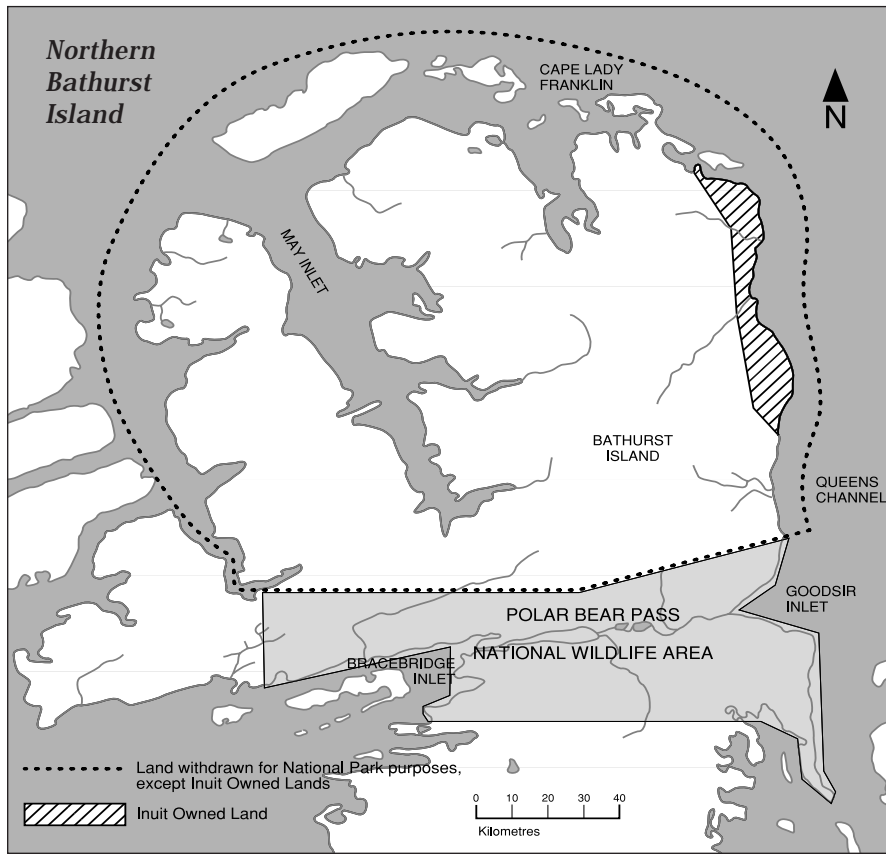 Northern
Bathurst
Island
CAPE LADY
FRANKLIN
N
MAY INLET
BATHURST
ISLAND
QUEENS
CHANNEL
GOODSIR
INLET
POLAR BEAR PASS
NATIONAL WILDLIFE AREA
BRACEBRIDGE
INLET
Land withdrawn for National Park purposes,
except Inuit Owned Lands
Inuit Owned Land
0 10 20 30 40
Kilometres